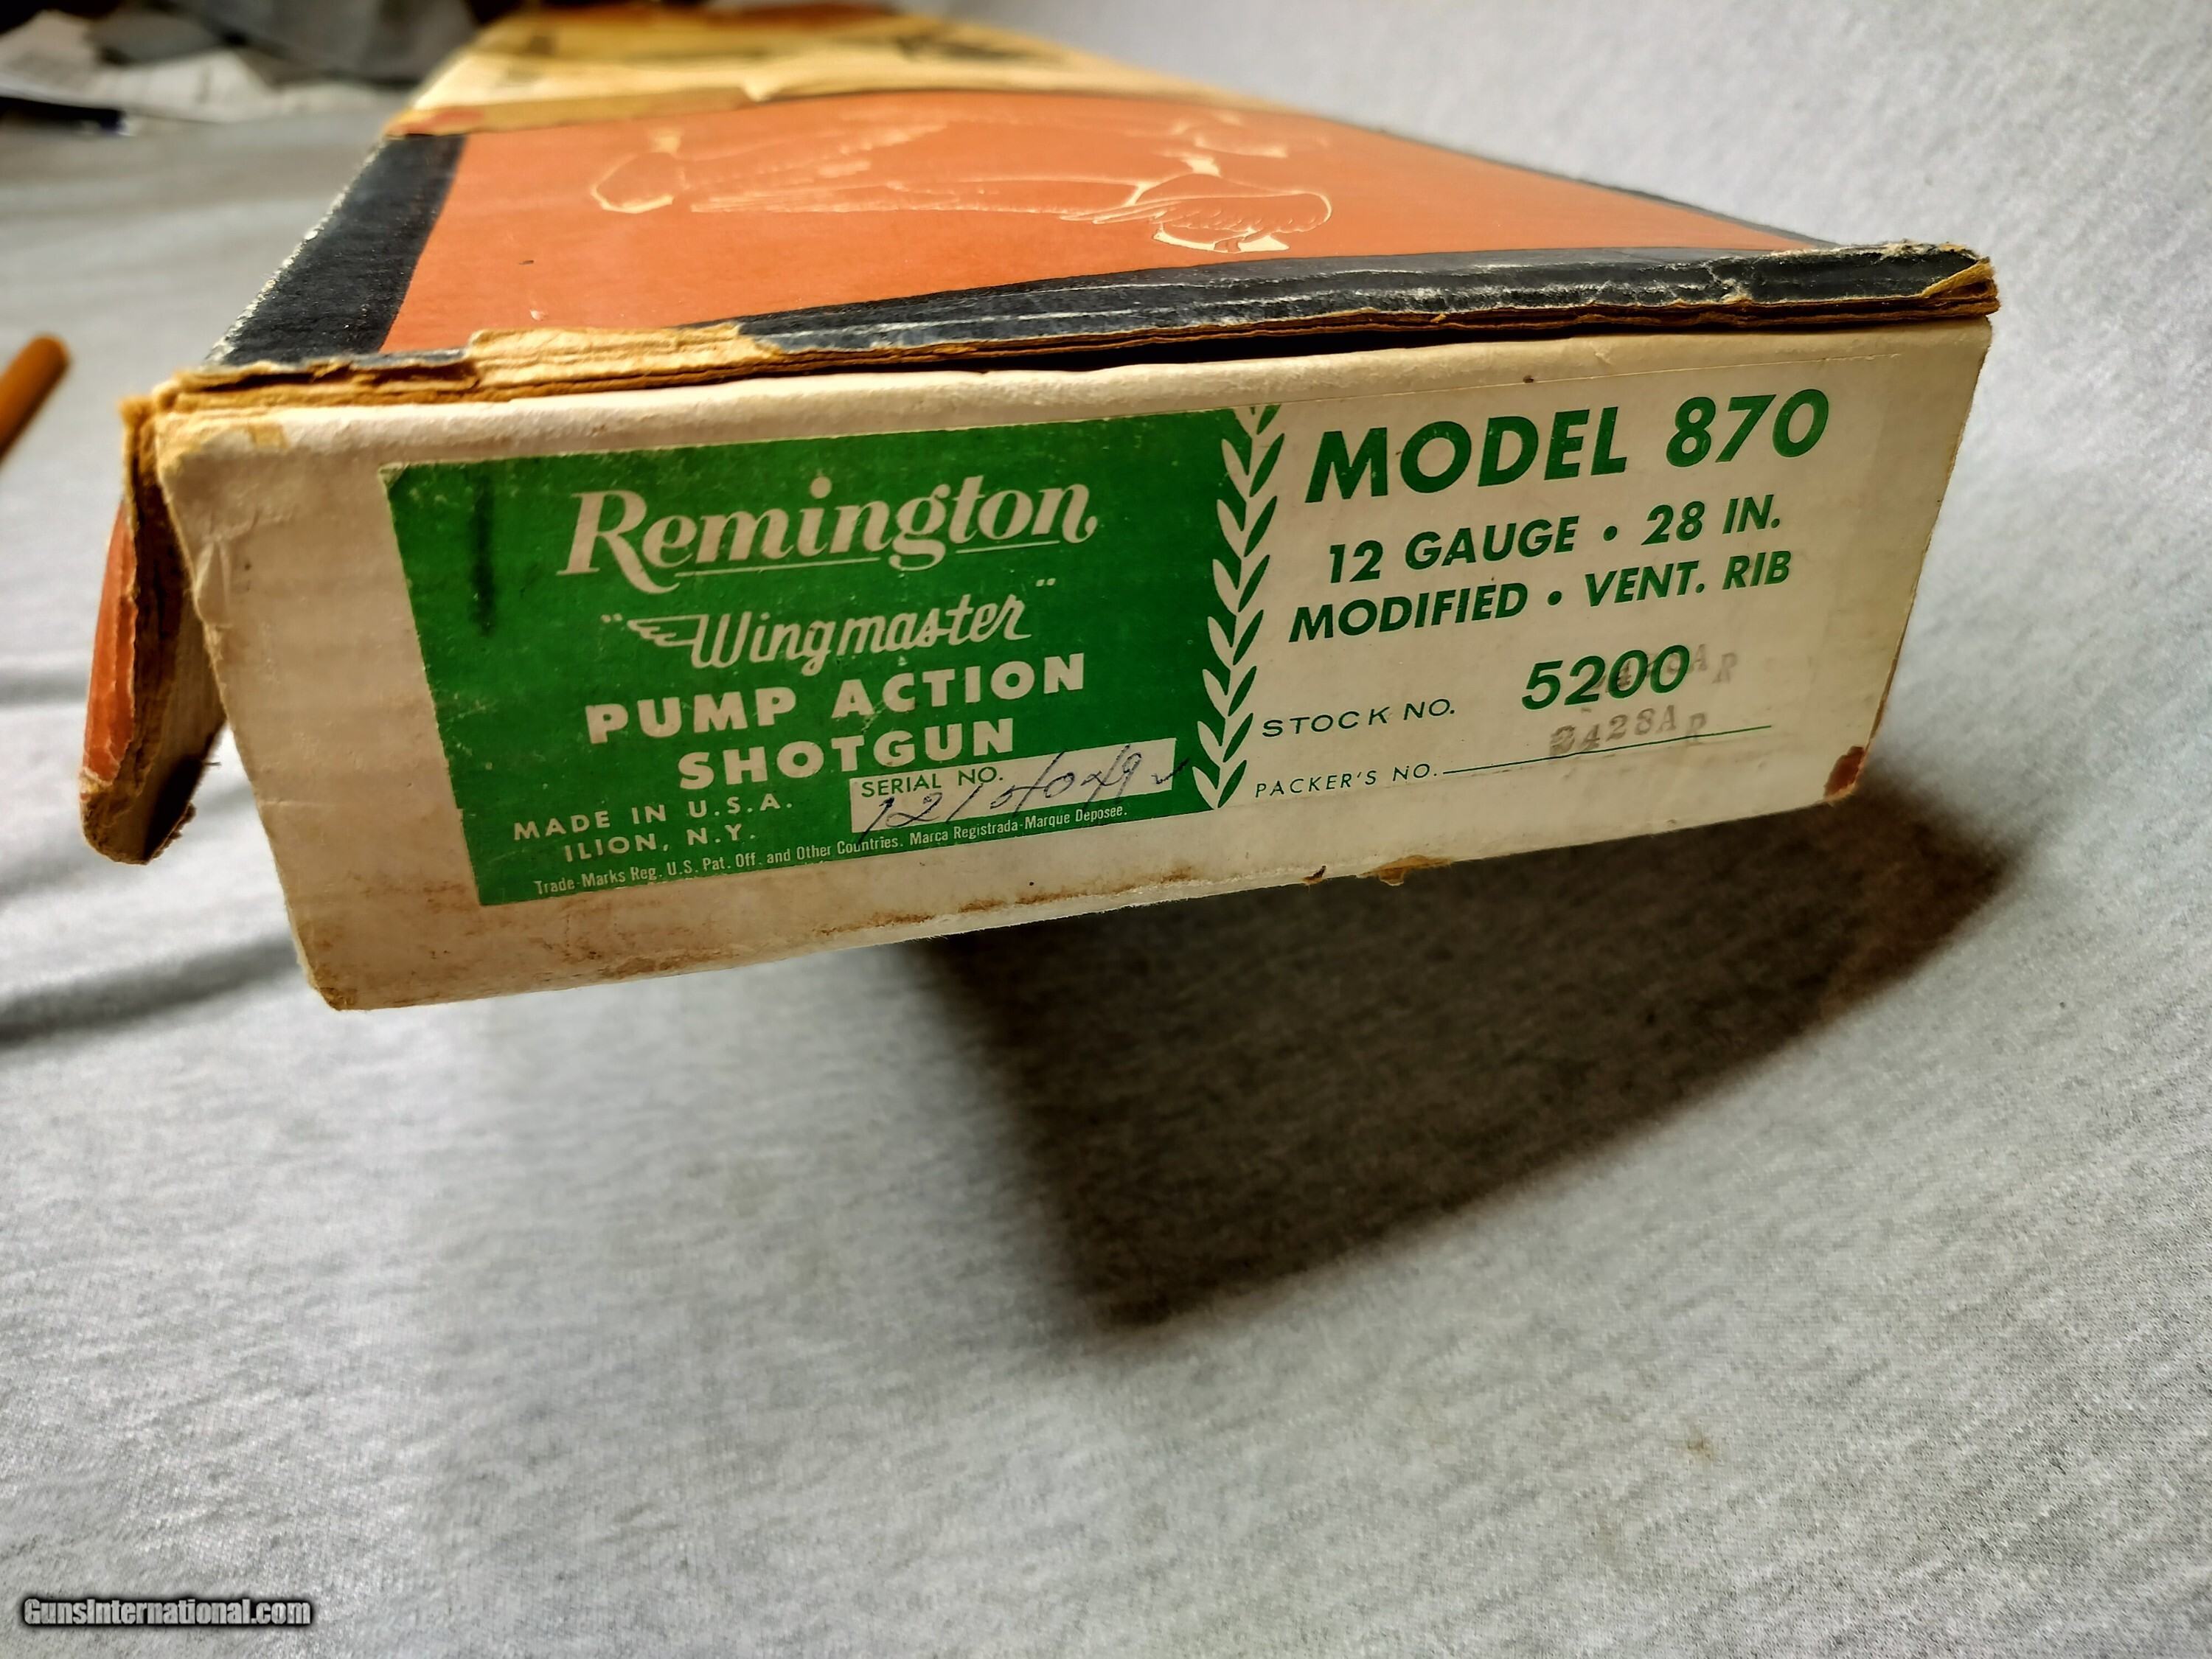 Remington
"Wingmaster"
PUMP ACTION
SHOTGUN
MADE IN U.S.A.
ILION, N.Y.
SERIAL NO.
Trade-Marks Reg. U.S. Pat. Off. and Other Countries. Marca Registrada-Marque Deposee.
MODEL 870
12 GAUGE • 28 IN.
MODIFIED • VENT. RIB
STOCK NO. 5200
PACKER'S NO.
GunsInternational.com